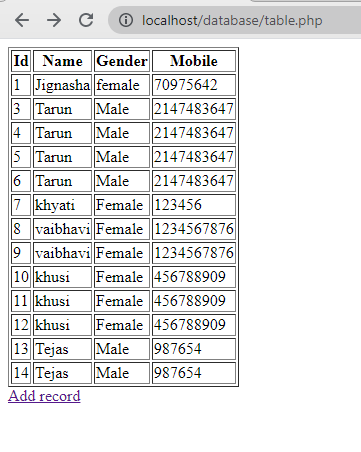 localhost/database/table.php
Id Name Gender Mobile
1 Jignasha female 70975642
3 Tarun Male 2147483647
4 Tarun Male 2147483647
5 Tarun Male 2147483647
6 Tarun Male 2147483647
7 khyati Female 123456
8 vaibhavi Female 1234567876
9 vaibhavi Female 1234567876
10 khusi Female 456788909
11 khusi Female 456788909
12 khusi Female 456788909
13 Tejas Male 987654
14 Tejas Male 987654
Add record